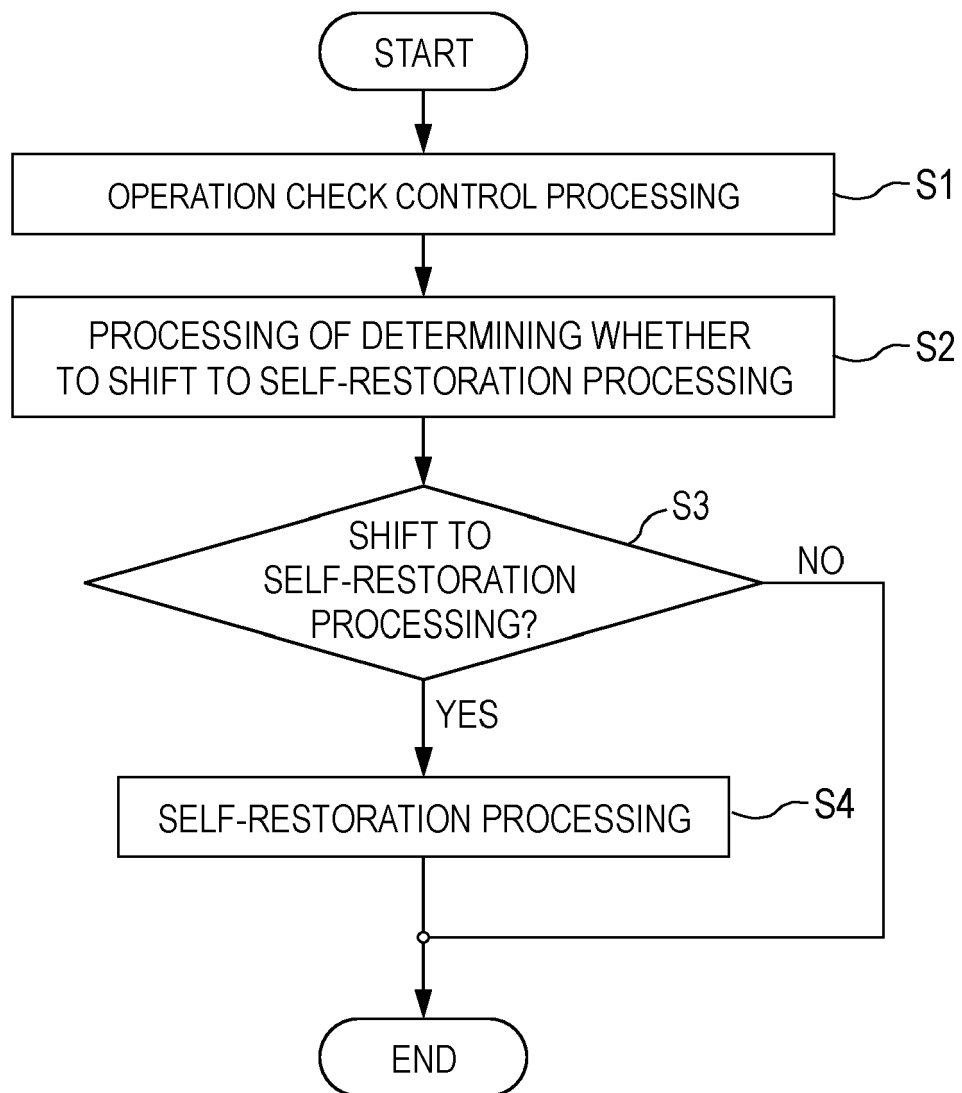 START
OPERATION CHECK CONTROL PROCESSING
S1
PROCESSING OF DETERMINING WHETHER
TO SHIFT TO SELF-RESTORATION PROCESSING
S2
SHIFT TO
SELF-RESTORATION
PROCESSING?
S3
NO
YES
SELF-RESTORATION PROCESSING
S4
END